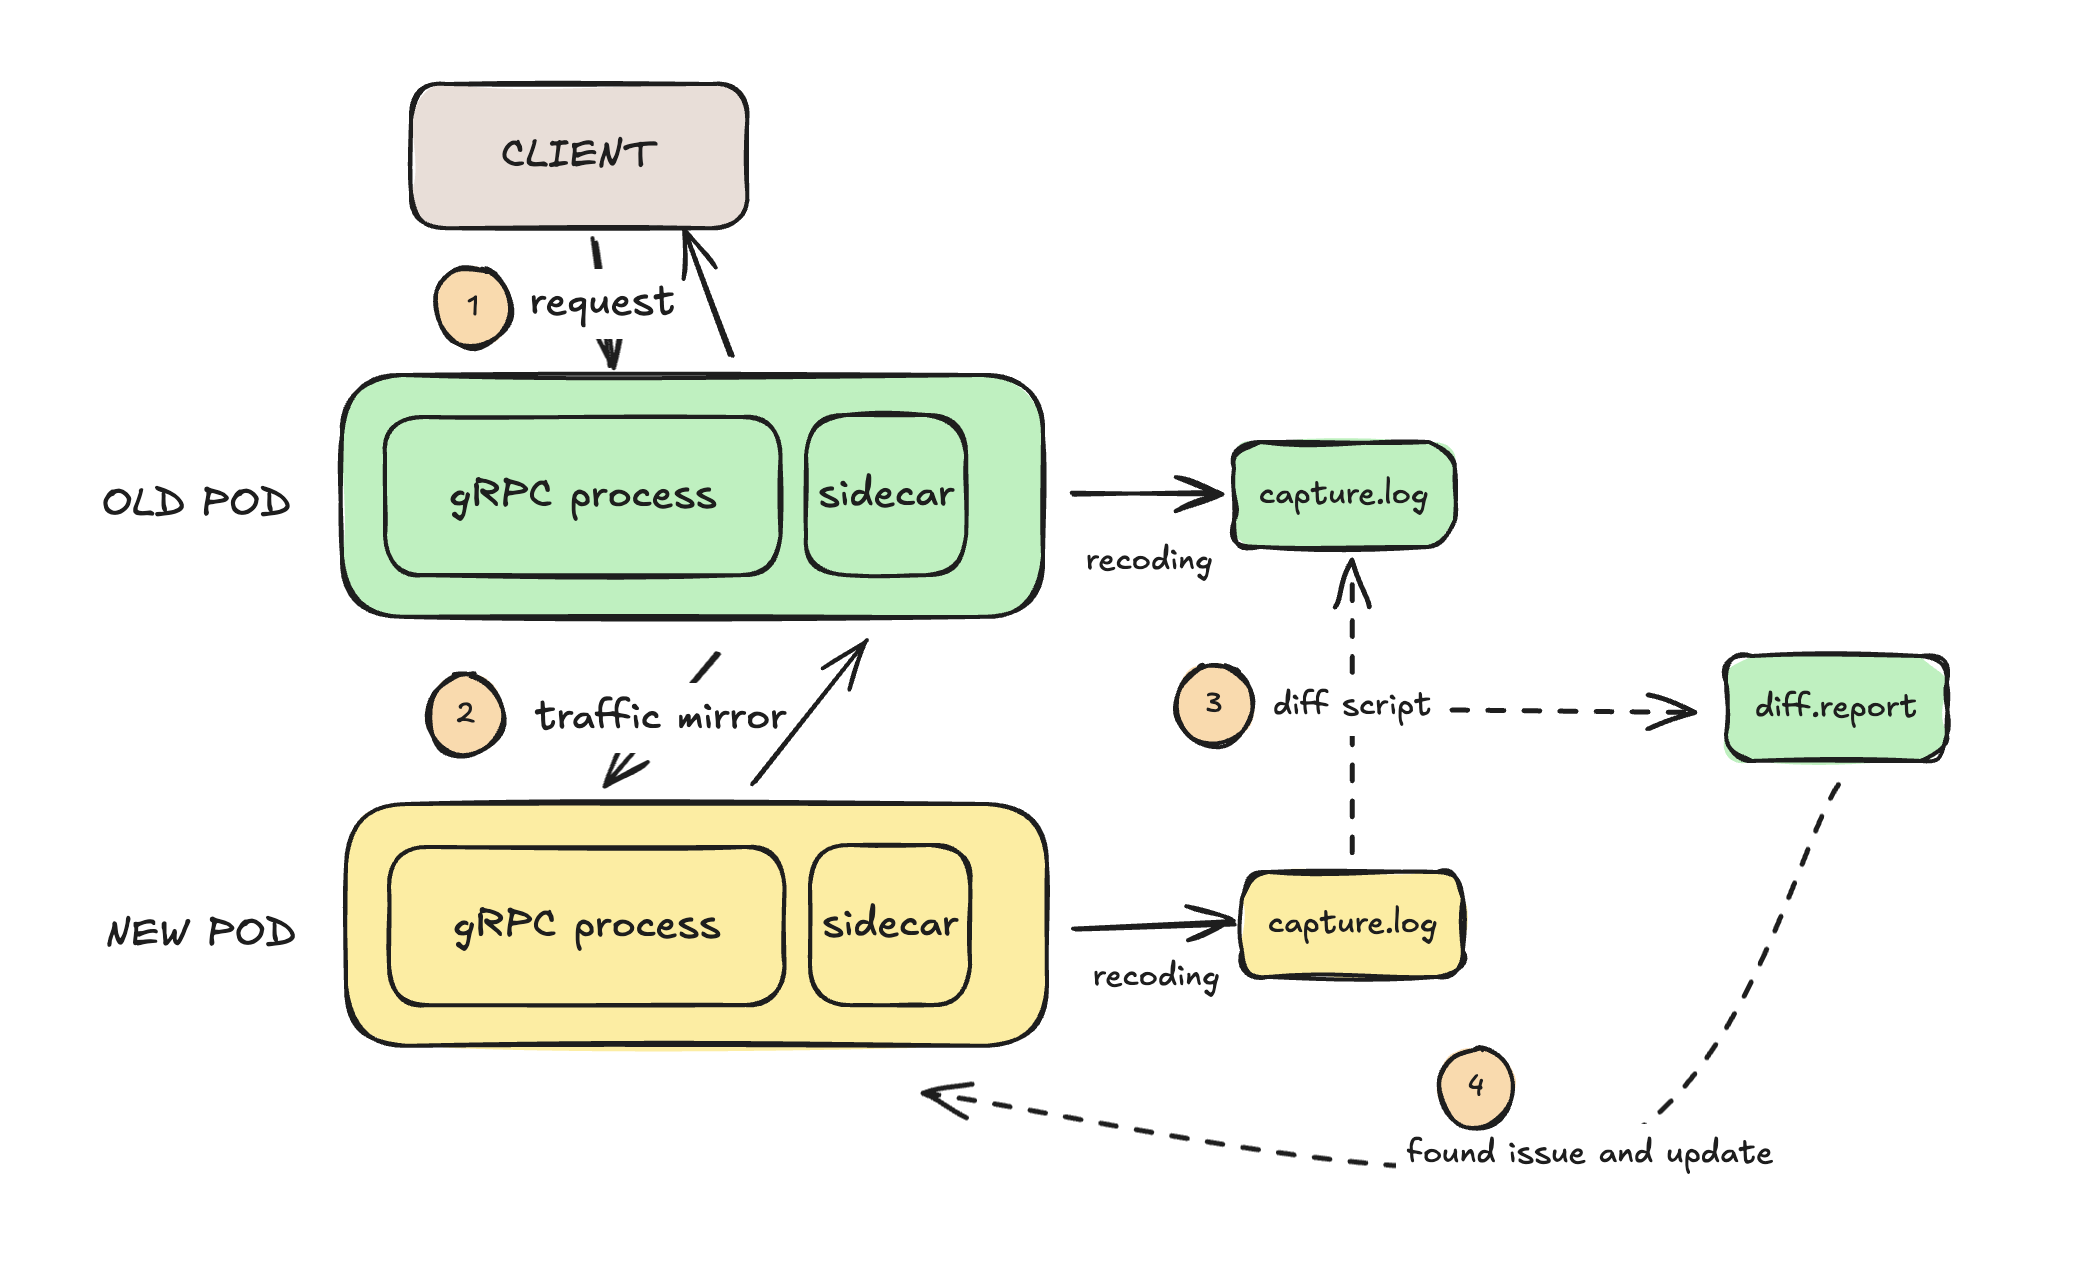 CLIENT
1
request
OLD POD
gRPC process
sidecar
capture.log
recoding
2
traffic mirror
3
diff script
diff.report
NEW POD
gRPC process
sidecar
capture.log
recoding
4
found issue and update